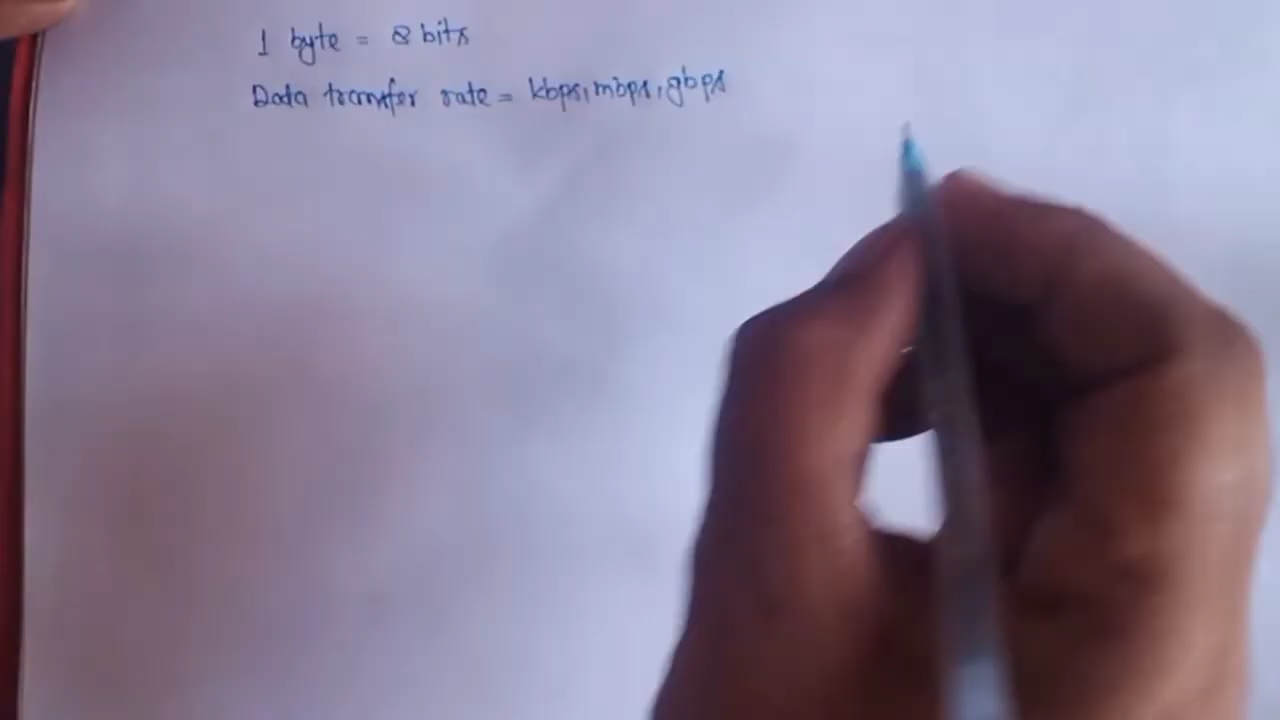 1 byte = 8 bits
Data transfer rate = kbps, mbps, gbps